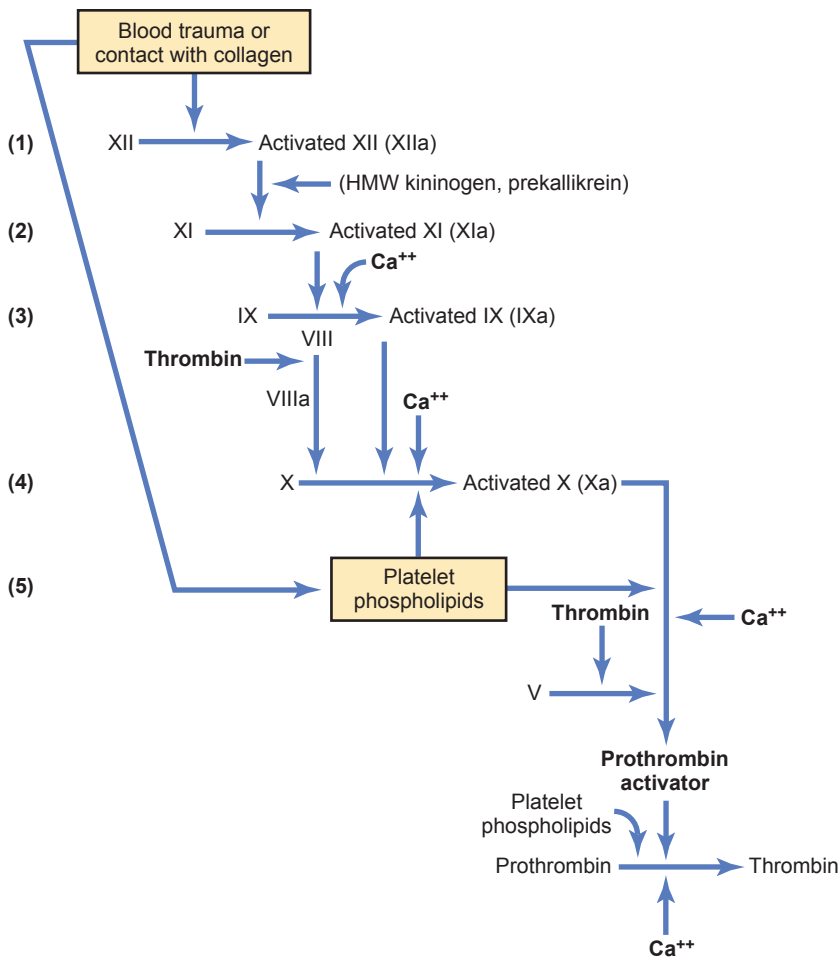 Blood trauma or
contact with collagen
(1)
XII
Activated XII (XIIa)
(HMW kininogen, prekallikrein)
(2)
XI
Activated XI (XIa)
Ca++
(3)
IX
Activated IX (IXa)
VIII
Thrombin
VIIIa
Ca++
(4)
X
Activated X (Xa)
(5)
Platelet
phospholipids
Thrombin
Ca++
V
Prothrombin
activator
Platelet
phospholipids
Prothrombin
Thrombin
Ca++